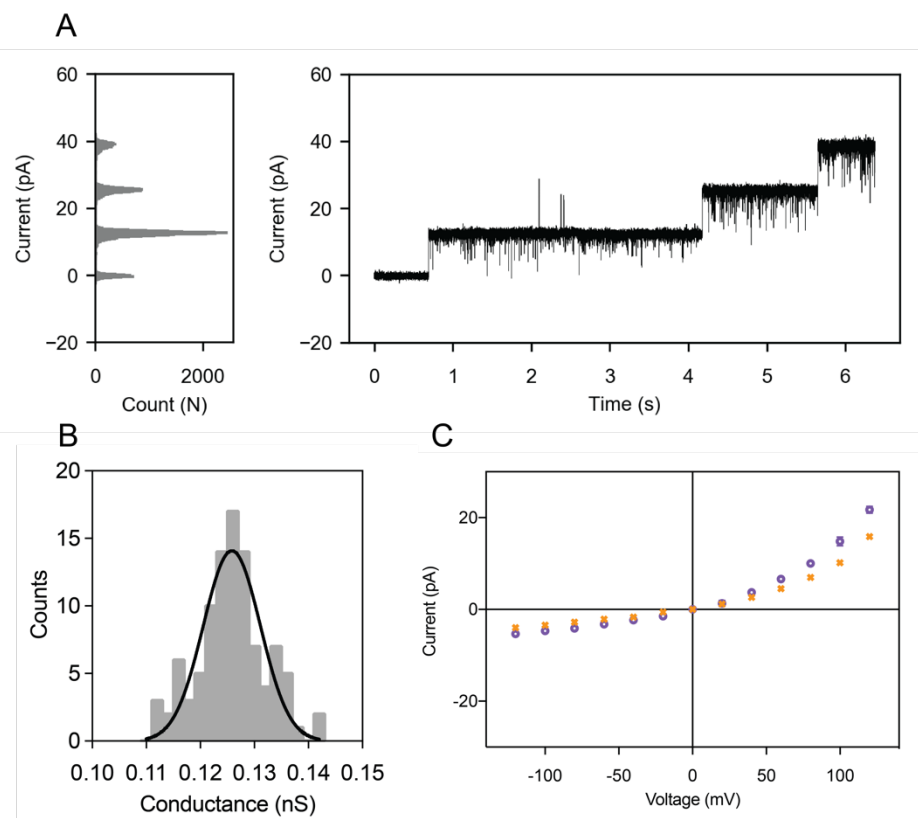 A
60
40
20
0
−20
Current (pA)
0 2000
Count (N)
60
40
20
0
−20
Current (pA)
0 1 2 3 4 5 6
Time (s)
B
20
15
10
5
0
Counts
0.10 0.11 0.12 0.13 0.14 0.15
Conductance (nS)
C
20
0
-20
Current (pA)
-100 -50 0 50 100
Voltage (mV)